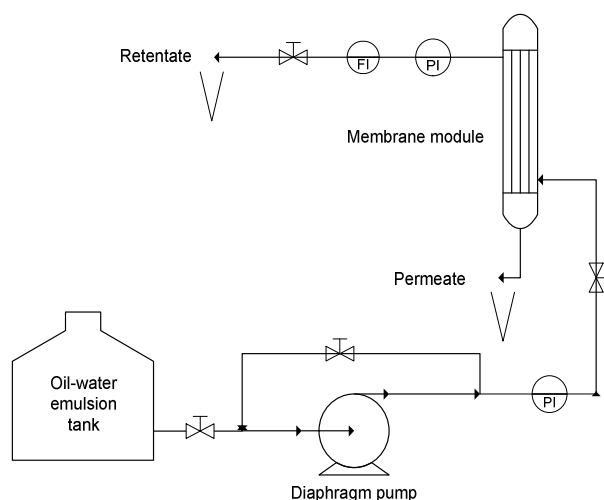 Retentate
FI
PI
Membrane module
Permeate
Oil-water
emulsion
tank
PI
Diaphragm pump